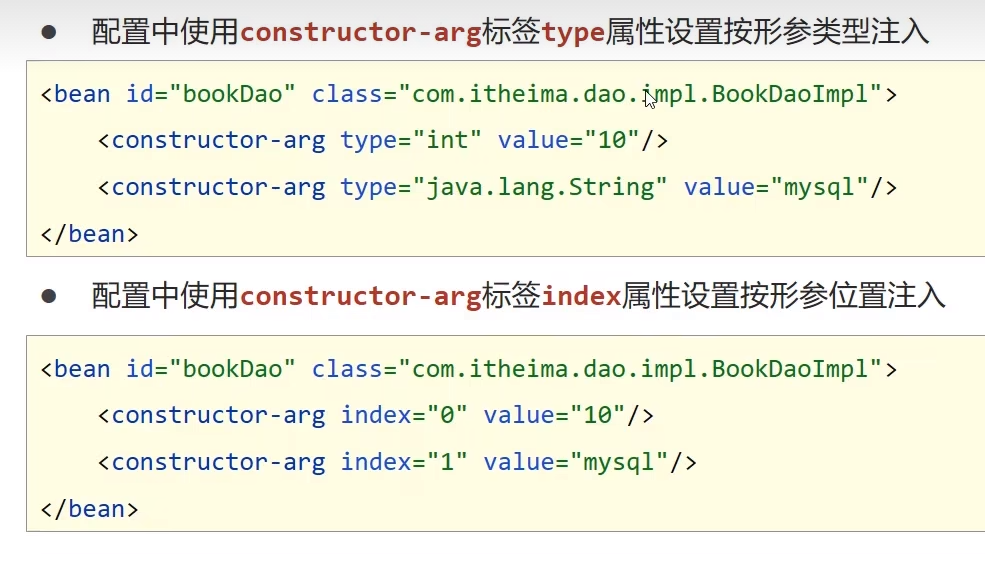 ● 配置中使用constructor-arg标签type属性设置按形参类型注入
<bean id="bookDao" class="com.itheima.dao.impl.BookDaoImpl">
    <constructor-arg type="int" value="10"/>
    <constructor-arg type="java.lang.String" value="mysql"/>
</bean>
● 配置中使用constructor-arg标签index属性设置按形参位置注入
<bean id="bookDao" class="com.itheima.dao.impl.BookDaoImpl">
    <constructor-arg index="0" value="10"/>
    <constructor-arg index="1" value="mysql"/>
</bean>